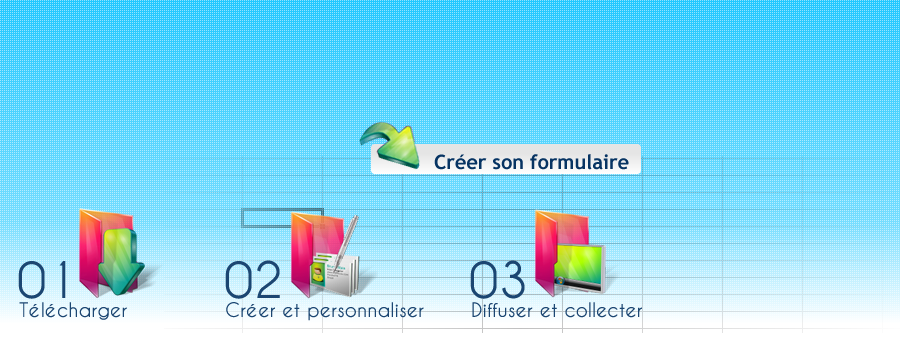 Créer son formulaire
01
Télécharger
02
Créer et personnaliser
03
Diffuser et collecter